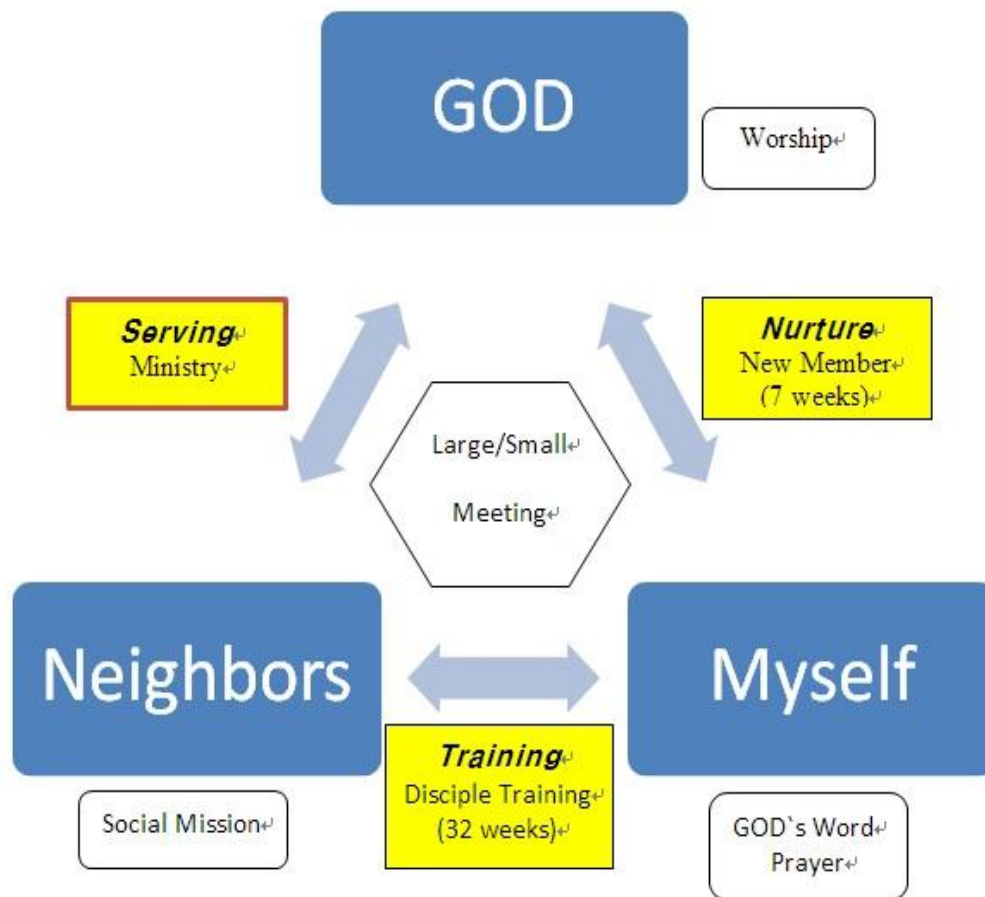 GOD
Worship↵
Serving↵
Ministry↵
Nurture↵
New Member↵
(7 weeks)↵
Large/Small↵
Meeting↵
Neighbors
Myself
Training↵
Disciple Training↵
(32 weeks)↵
Social Mission↵
GOD`s Word↵
Prayer↵